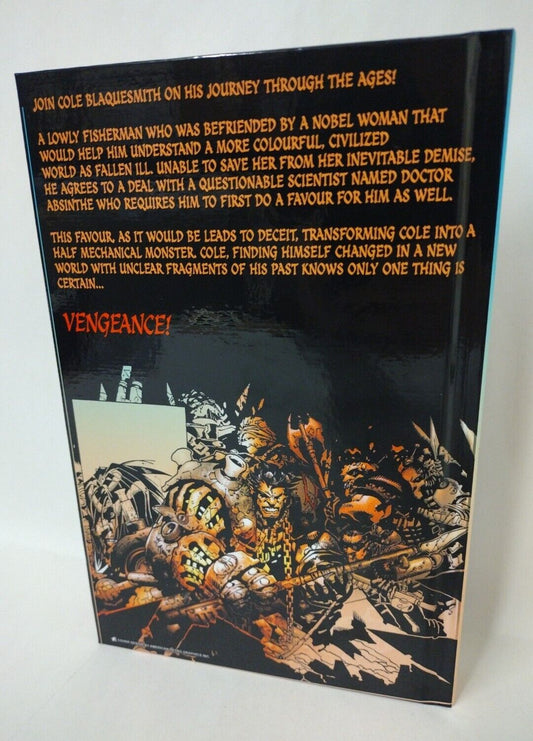 JOIN COLE BLAQUESMITH ON HIS JOURNEY THROUGH THE AGES!
A LOWLY FISHERMAN WHO WAS BEFRIENDED BY A NOBEL WOMAN THAT
WOULD HELP HIM UNDERSTAND A MORE COLOURFUL, CIVILIZED
WORLD AS FALLEN ILL. UNABLE TO SAVE HER FROM HER INEVITABLE DEMISE,
HE AGREES TO A DEAL WITH A QUESTIONABLE SCIENTIST NAMED DOCTOR
ABSINTHE WHO REQUIRES HIM TO FIRST DO A FAVOUR FOR HIM AS WELL.
THIS FAVOUR, AS IT WOULD BE LEADS TO DECEIT, TRANSFORMING COLE INTO A
HALF MECHANICAL MONSTER. COLE, FINDING HIMSELF CHANGED IN A NEW
WORLD WITH UNCLEAR FRAGMENTS OF HIS PAST KNOWS ONLY ONE THING IS
CERTAIN...
VENGEANCE!